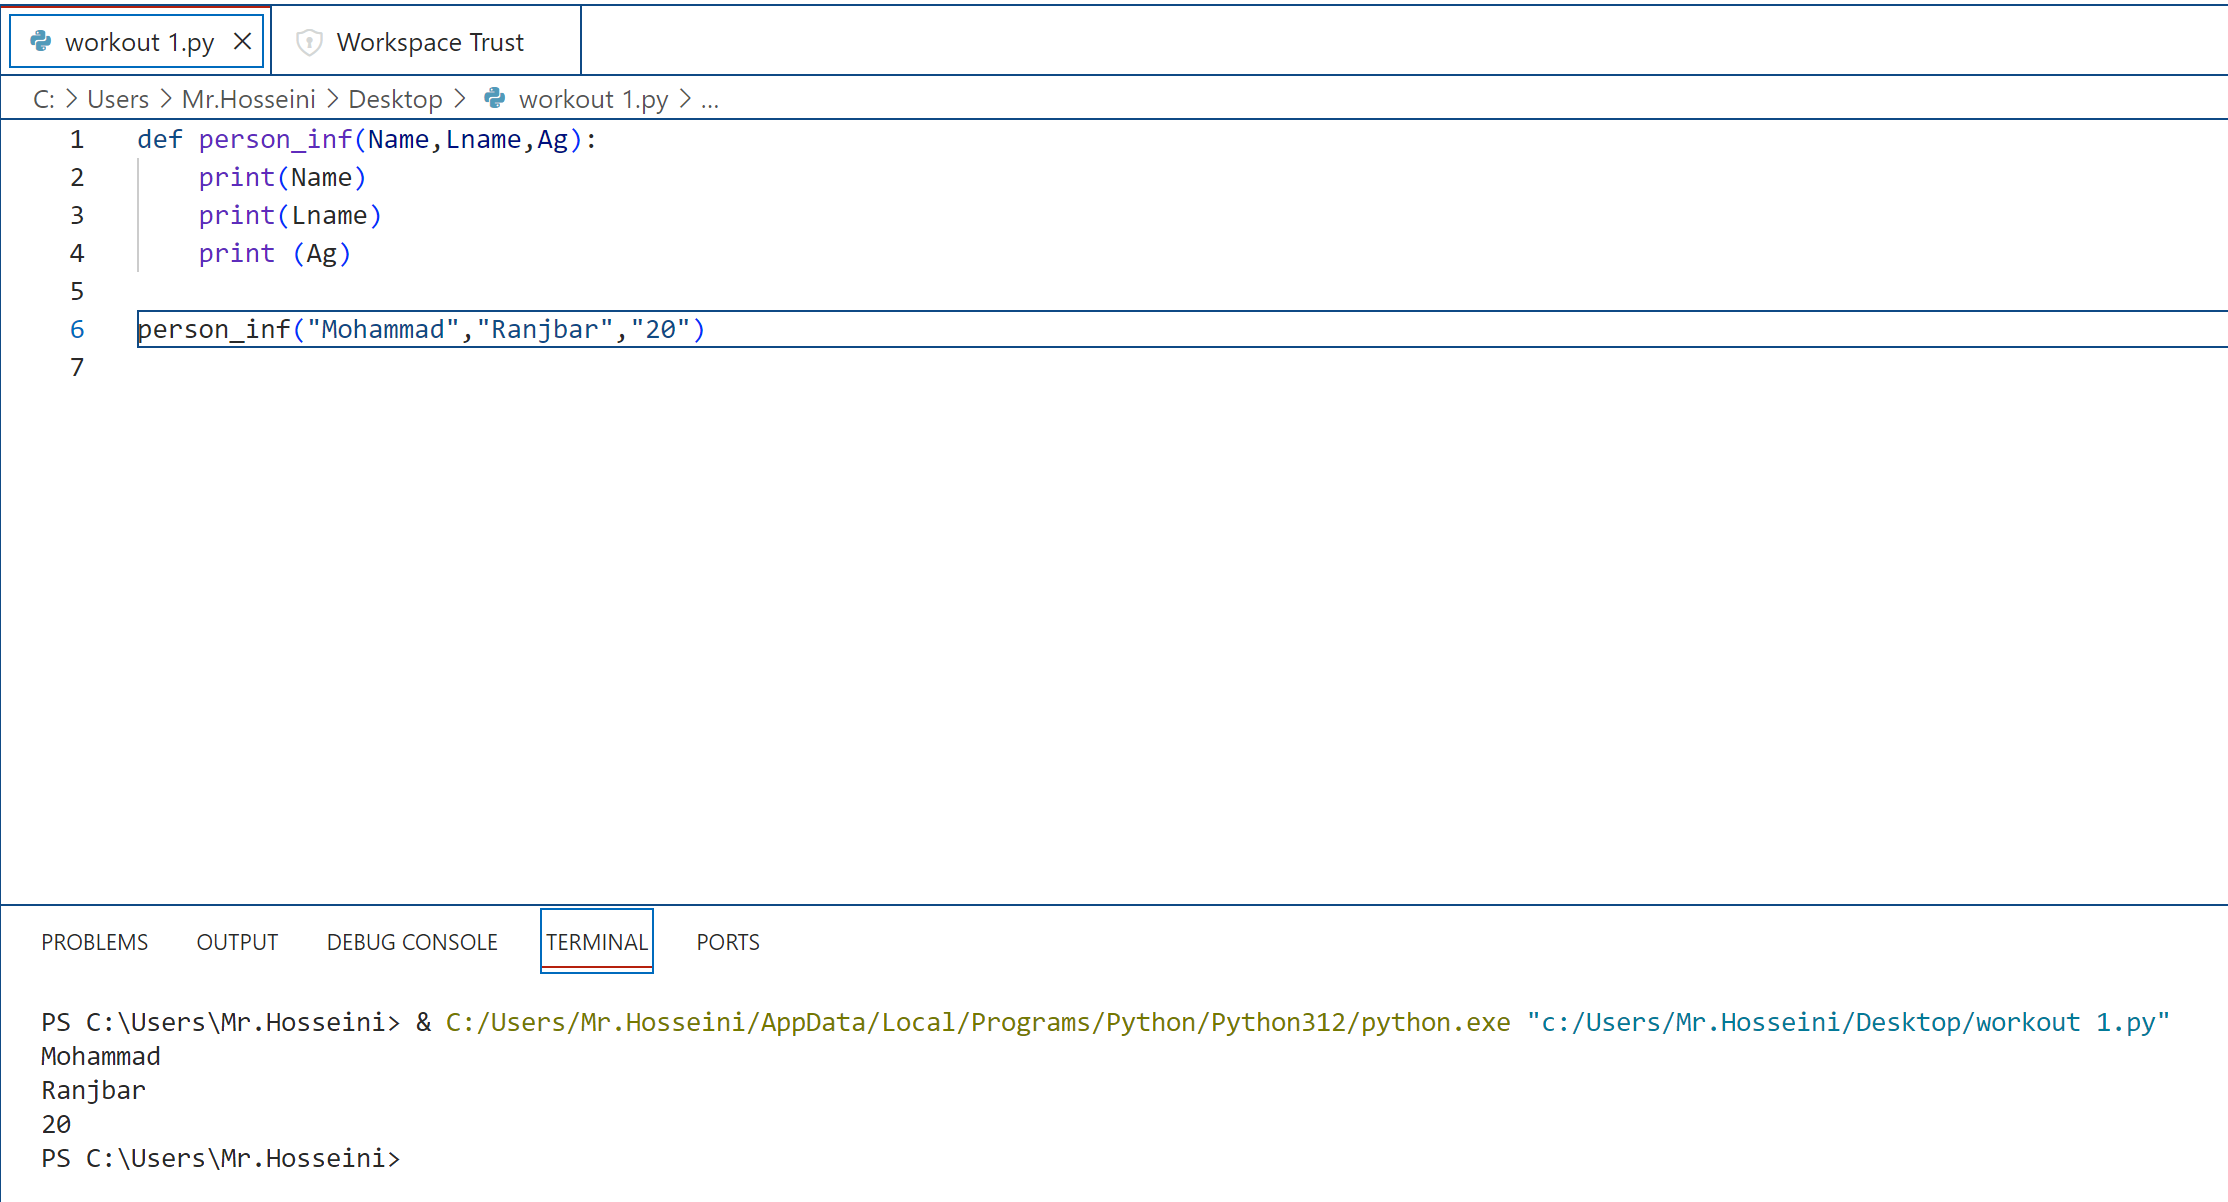 workout 1.py
Workspace Trust
C: > Users > Mr.Hosseini > Desktop > workout 1.py > ...
1 def person_inf(Name,Lname,Ag):
2     print(Name)
3     print(Lname)
4     print (Ag)
5
6 person_inf("Mohammad","Ranjbar","20")
7
PROBLEMS OUTPUT DEBUG CONSOLE TERMINAL PORTS
PS C:\Users\Mr.Hosseini> & C:/Users/Mr.Hosseini/AppData/Local/Programs/Python/Python312/python.exe "c:/Users/Mr.Hosseini/Desktop/workout 1.py"
Mohammad
Ranjbar
20
PS C:\Users\Mr.Hosseini>